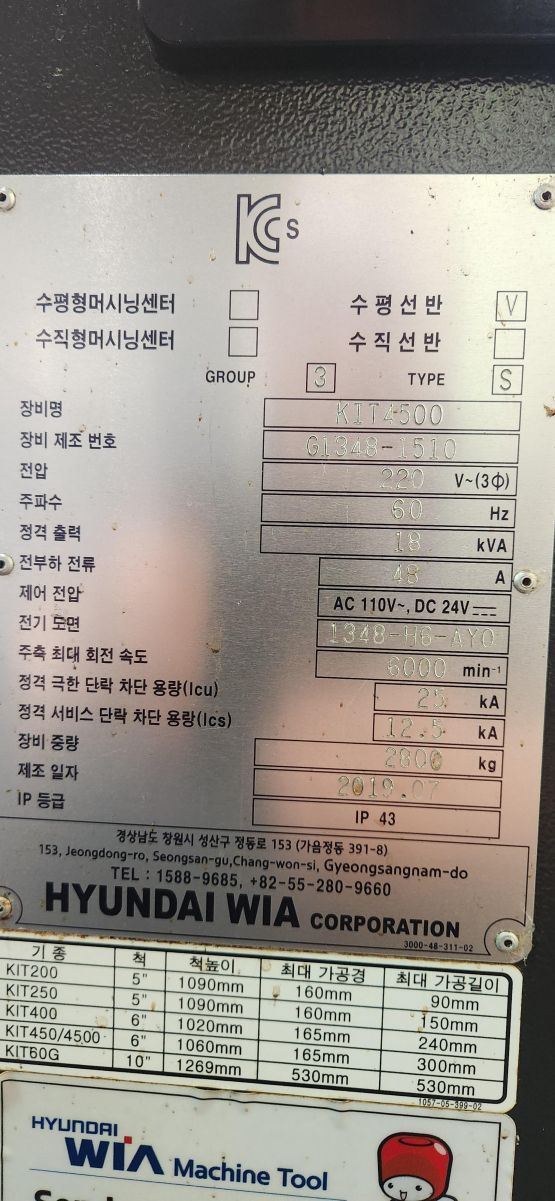 KCs
수평형머시닝센터 수평선반 V
수직형머시닝센터 수직선반
GROUP 3 TYPE S
장비명 KIT4500
장비 제조 번호 G1348-1510
전압 220 V~(3Φ)
주파수 60 Hz
정격 출력 18 kVA
전부하 전류 48 A
제어 전압 AC 110V~, DC 24V
전기 도면 1348-H6-AY0
주축 최대 회전 속도 6000 min⁻¹
정격 극한 단락 차단 용량(Icu) 25 kA
정격 서비스 단락 차단 용량(Ics) 12.5 kA
장비 중량 2800 kg
제조 일자 2019.07
IP 등급 IP 43
경상남도 창원시 성산구 정동로 153 (가음정동 391-8)
153, Jeongdong-ro, Seongsan-gu,Chang-won-si, Gyeongsangnam-do
TEL : 1588-9685, +82-55-280-9660
HYUNDAI WIA CORPORATION
3000-48-311-02
기 종 척 척높이 최대 가공경 최대 가공길이
KIT200 5" 1090mm 160mm 90mm
KIT250 5" 1090mm 160mm 150mm
KIT400 6" 1020mm 165mm 240mm
KIT450/4500 6" 1060mm 165mm 300mm
KIT60G 10" 1269mm 530mm 530mm
1057-05-399-02
HYUNDAI
WIA Machine Tool